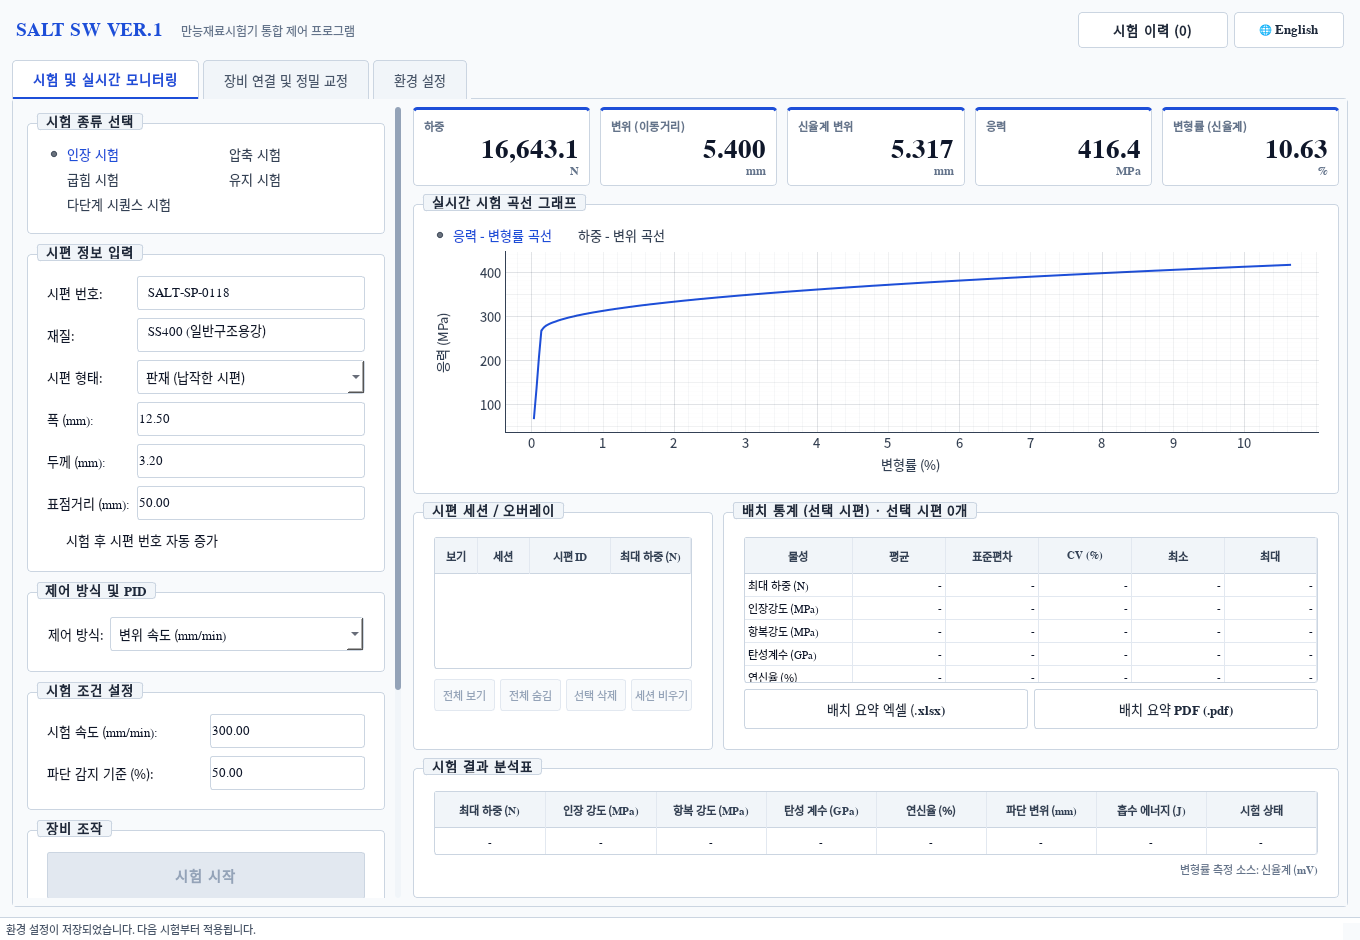 SALT SW VER.1 만능재료시험기 통합 제어 프로그램 시험 이력 (0) 🌐 English
시험 및 실시간 모니터링 장비 연결 및 정밀 교정 환경 설정
시험 종류 선택
인장 시험 압축 시험
굽힘 시험 유지 시험
다단계 시퀀스 시험
시편 정보 입력
시편 번호: SALT-SP-0118
재질: SS400 (일반구조용강)
시편 형태: 판재 (납작한 시편)
폭 (mm): 12.50
두께 (mm): 3.20
표점거리 (mm): 50.00
시험 후 시편 번호 자동 증가
제어 방식 및 PID
제어 방식: 변위 속도 (mm/min)
시험 조건 설정
시험 속도 (mm/min): 300.00
파단 감지 기준 (%): 50.00
장비 조작
시험 시작
하중
16,643.1
N
변위 (이동거리)
5.400
mm
신율계 변위
5.317
mm
응력
416.4
MPa
변형률 (신율계)
10.63
%
실시간 시험 곡선 그래프
응력 - 변형률 곡선 하중 - 변위 곡선
응력 (MPa)
400
300
200
100
0 1 2 3 4 5 6 7 8 9 10
변형률 (%)
시편 세션 / 오버레이
보기 세션 시편 ID 최대 하중 (N)
전체 보기 전체 숨김 선택 삭제 세션 비우기
배치 통계 (선택 시편) · 선택 시편 0개
물성 평균 표준편차 CV (%) 최소 최대
최대 하중 (N) - - - - -
인장강도 (MPa) - - - - -
항복강도 (MPa) - - - - -
탄성계수 (GPa) - - - - -
연신율 (%) - - - - -
배치 요약 엑셀 (.xlsx) 배치 요약 PDF (.pdf)
시험 결과 분석표
최대 하중 (N) 인장 강도 (MPa) 항복 강도 (MPa) 탄성 계수 (GPa) 연신율 (%) 파단 변위 (mm) 흡수 에너지 (J) 시험 상태
- - - - - - - -
변형률 측정 소스: 신율계 (mV)
환경 설정이 저장되었습니다. 다음 시험부터 적용됩니다.